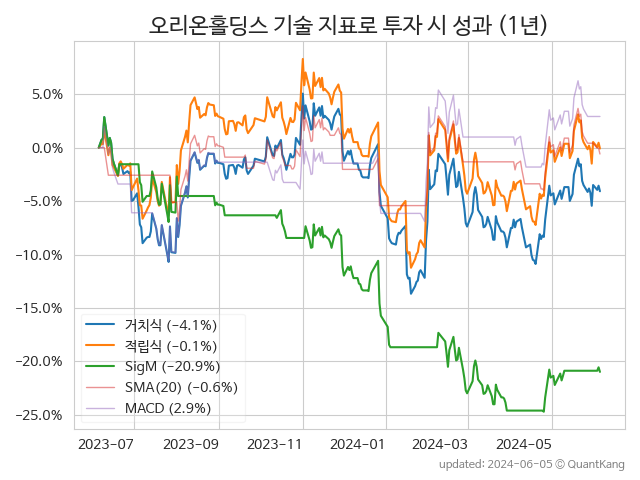 오리온홀딩스 기술 지표로 투자 시 성과 (1년)
5.0%
0.0%
−5.0%
−10.0%
−15.0%
−20.0%
−25.0%
거치식 (−4.1%)
적립식 (−0.1%)
SigM (−20.9%)
SMA(20) (−0.6%)
MACD (2.9%)
2023-07 2023-09 2023-11 2024-01 2024-03 2024-05
updated: 2024-06-05 © QuantKang